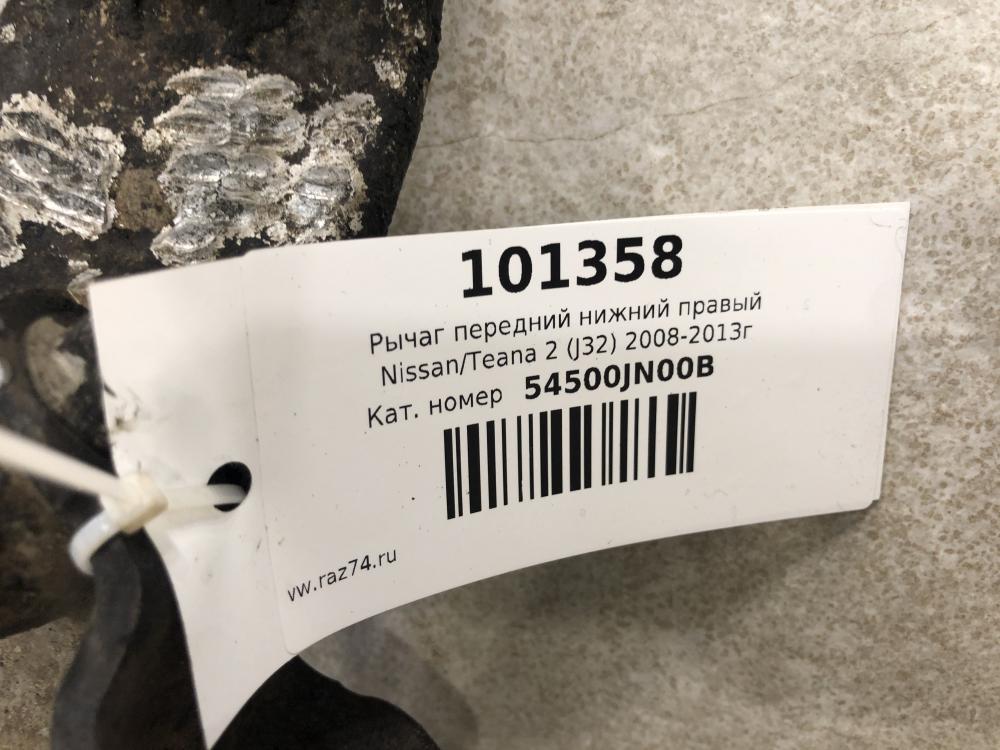 101358
Рычаг передний нижний правый
Nissan/Teana 2 (J32) 2008-2013г
Кат. номер 54500JN00B
vw.raz74.ru